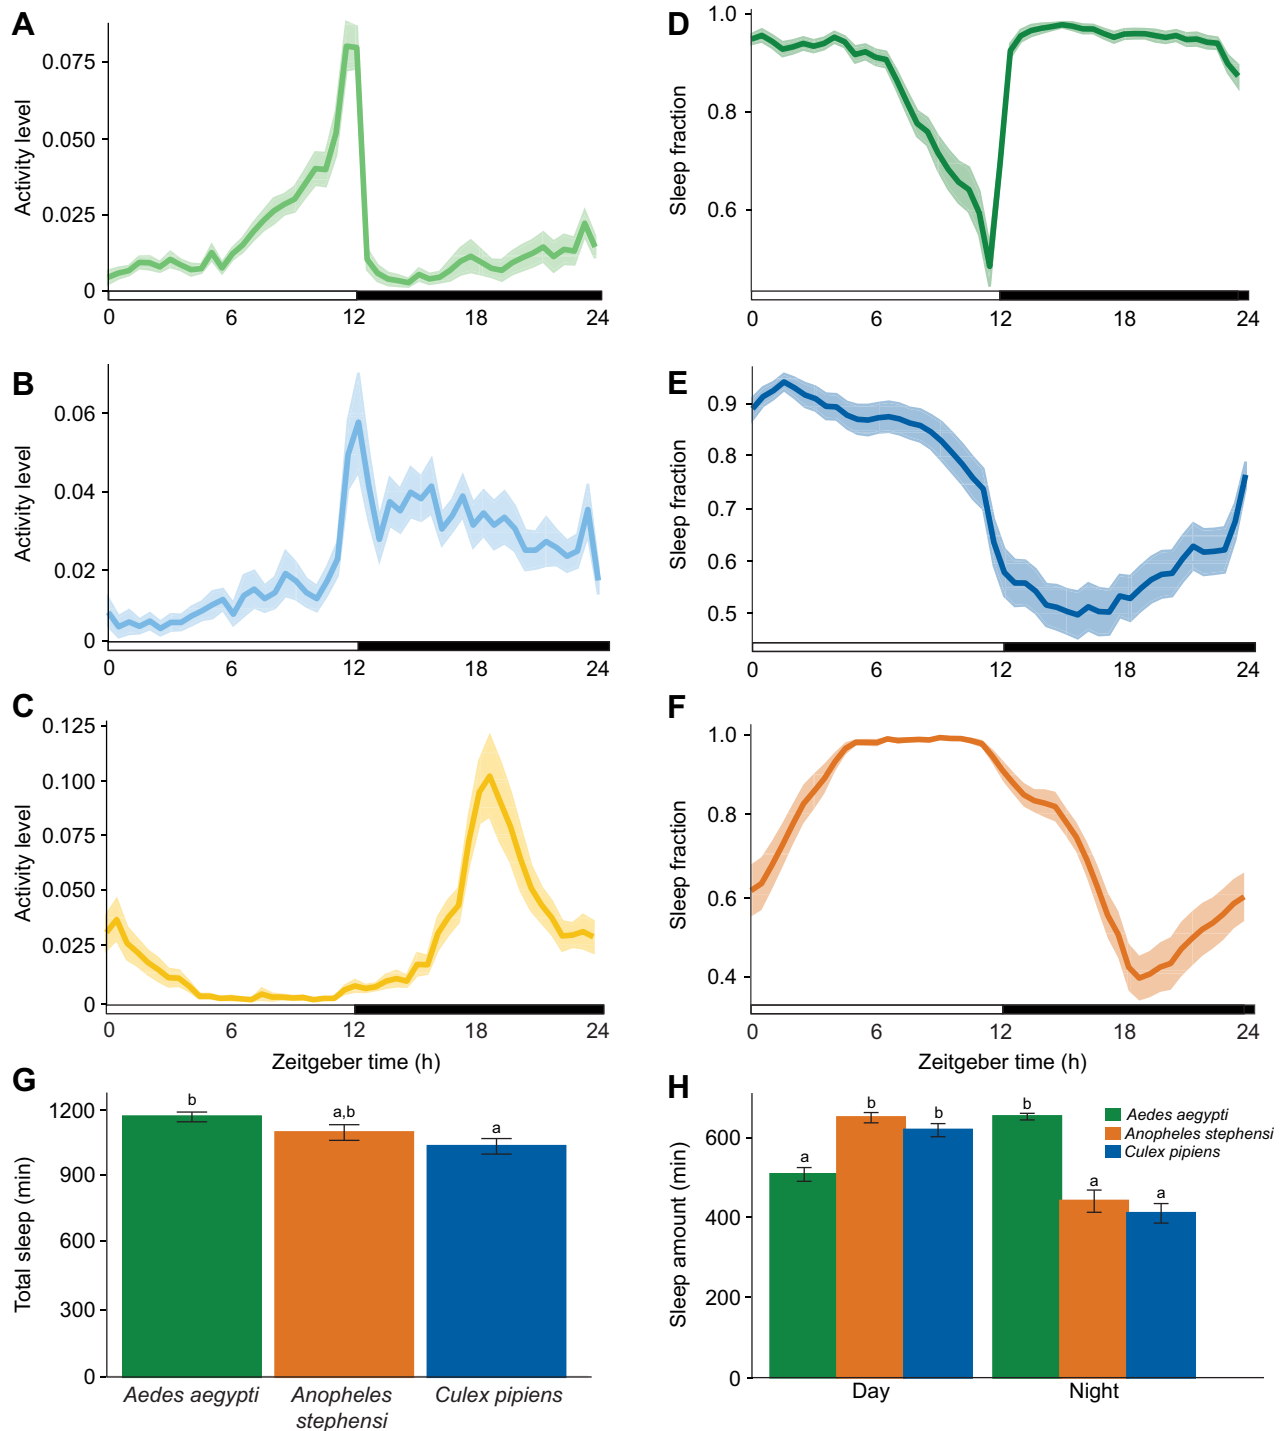 A
Activity level
0.075
0.050
0.025
0
0 6 12 18 24
D
Sleep fraction
1.0
0.8
0.6
0 6 12 18 24
B
Activity level
0.06
0.04
0.02
0
0 6 12 18 24
E
Sleep fraction
0.9
0.8
0.7
0.6
0.5
0 6 12 18 24
C
Activity level
0.125
0.100
0.075
0.050
0.025
0
0 6 12 18 24
Zeitgeber time (h)
F
Sleep fraction
1.0
0.8
0.6
0.4
0 6 12 18 24
Zeitgeber time (h)
G
Total sleep (min)
1200
900
600
300
0
b a,b a
Aedes aegypti Anopheles stephensi Culex pipiens
H
Sleep amount (min)
600
400
200
0
a b b b a a
Aedes aegypti
Anopheles stephensi
Culex pipiens
Day Night